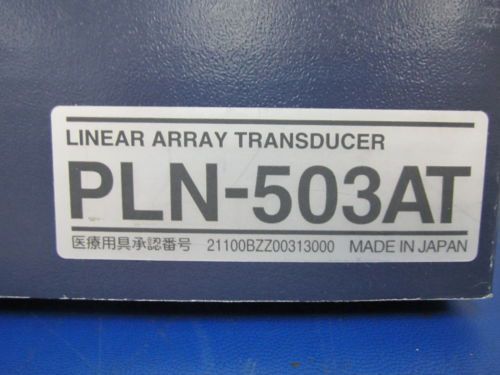 LINEAR ARRAY TRANSDUCER
PLN-503AT
医療用具承認番号 21100BZZ00313000 MADE IN JAPAN